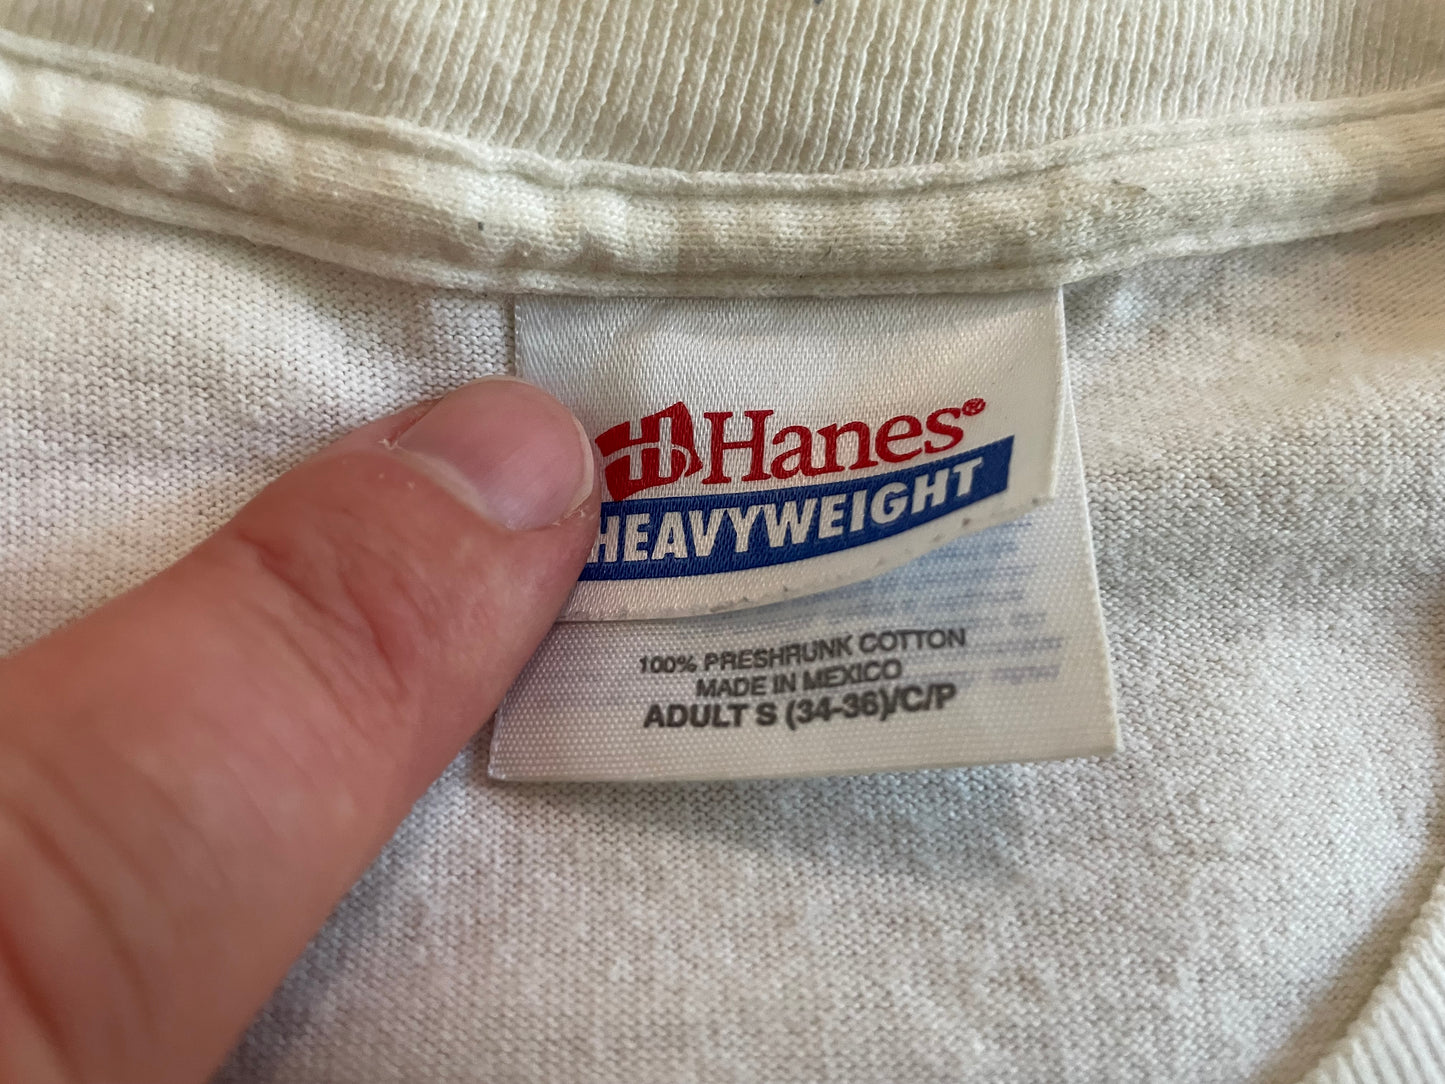 Hanes®
HEAVYWEIGHT
100% PRESHRUNK COTTON
MADE IN MEXICO
ADULT S (34-36)/C/P